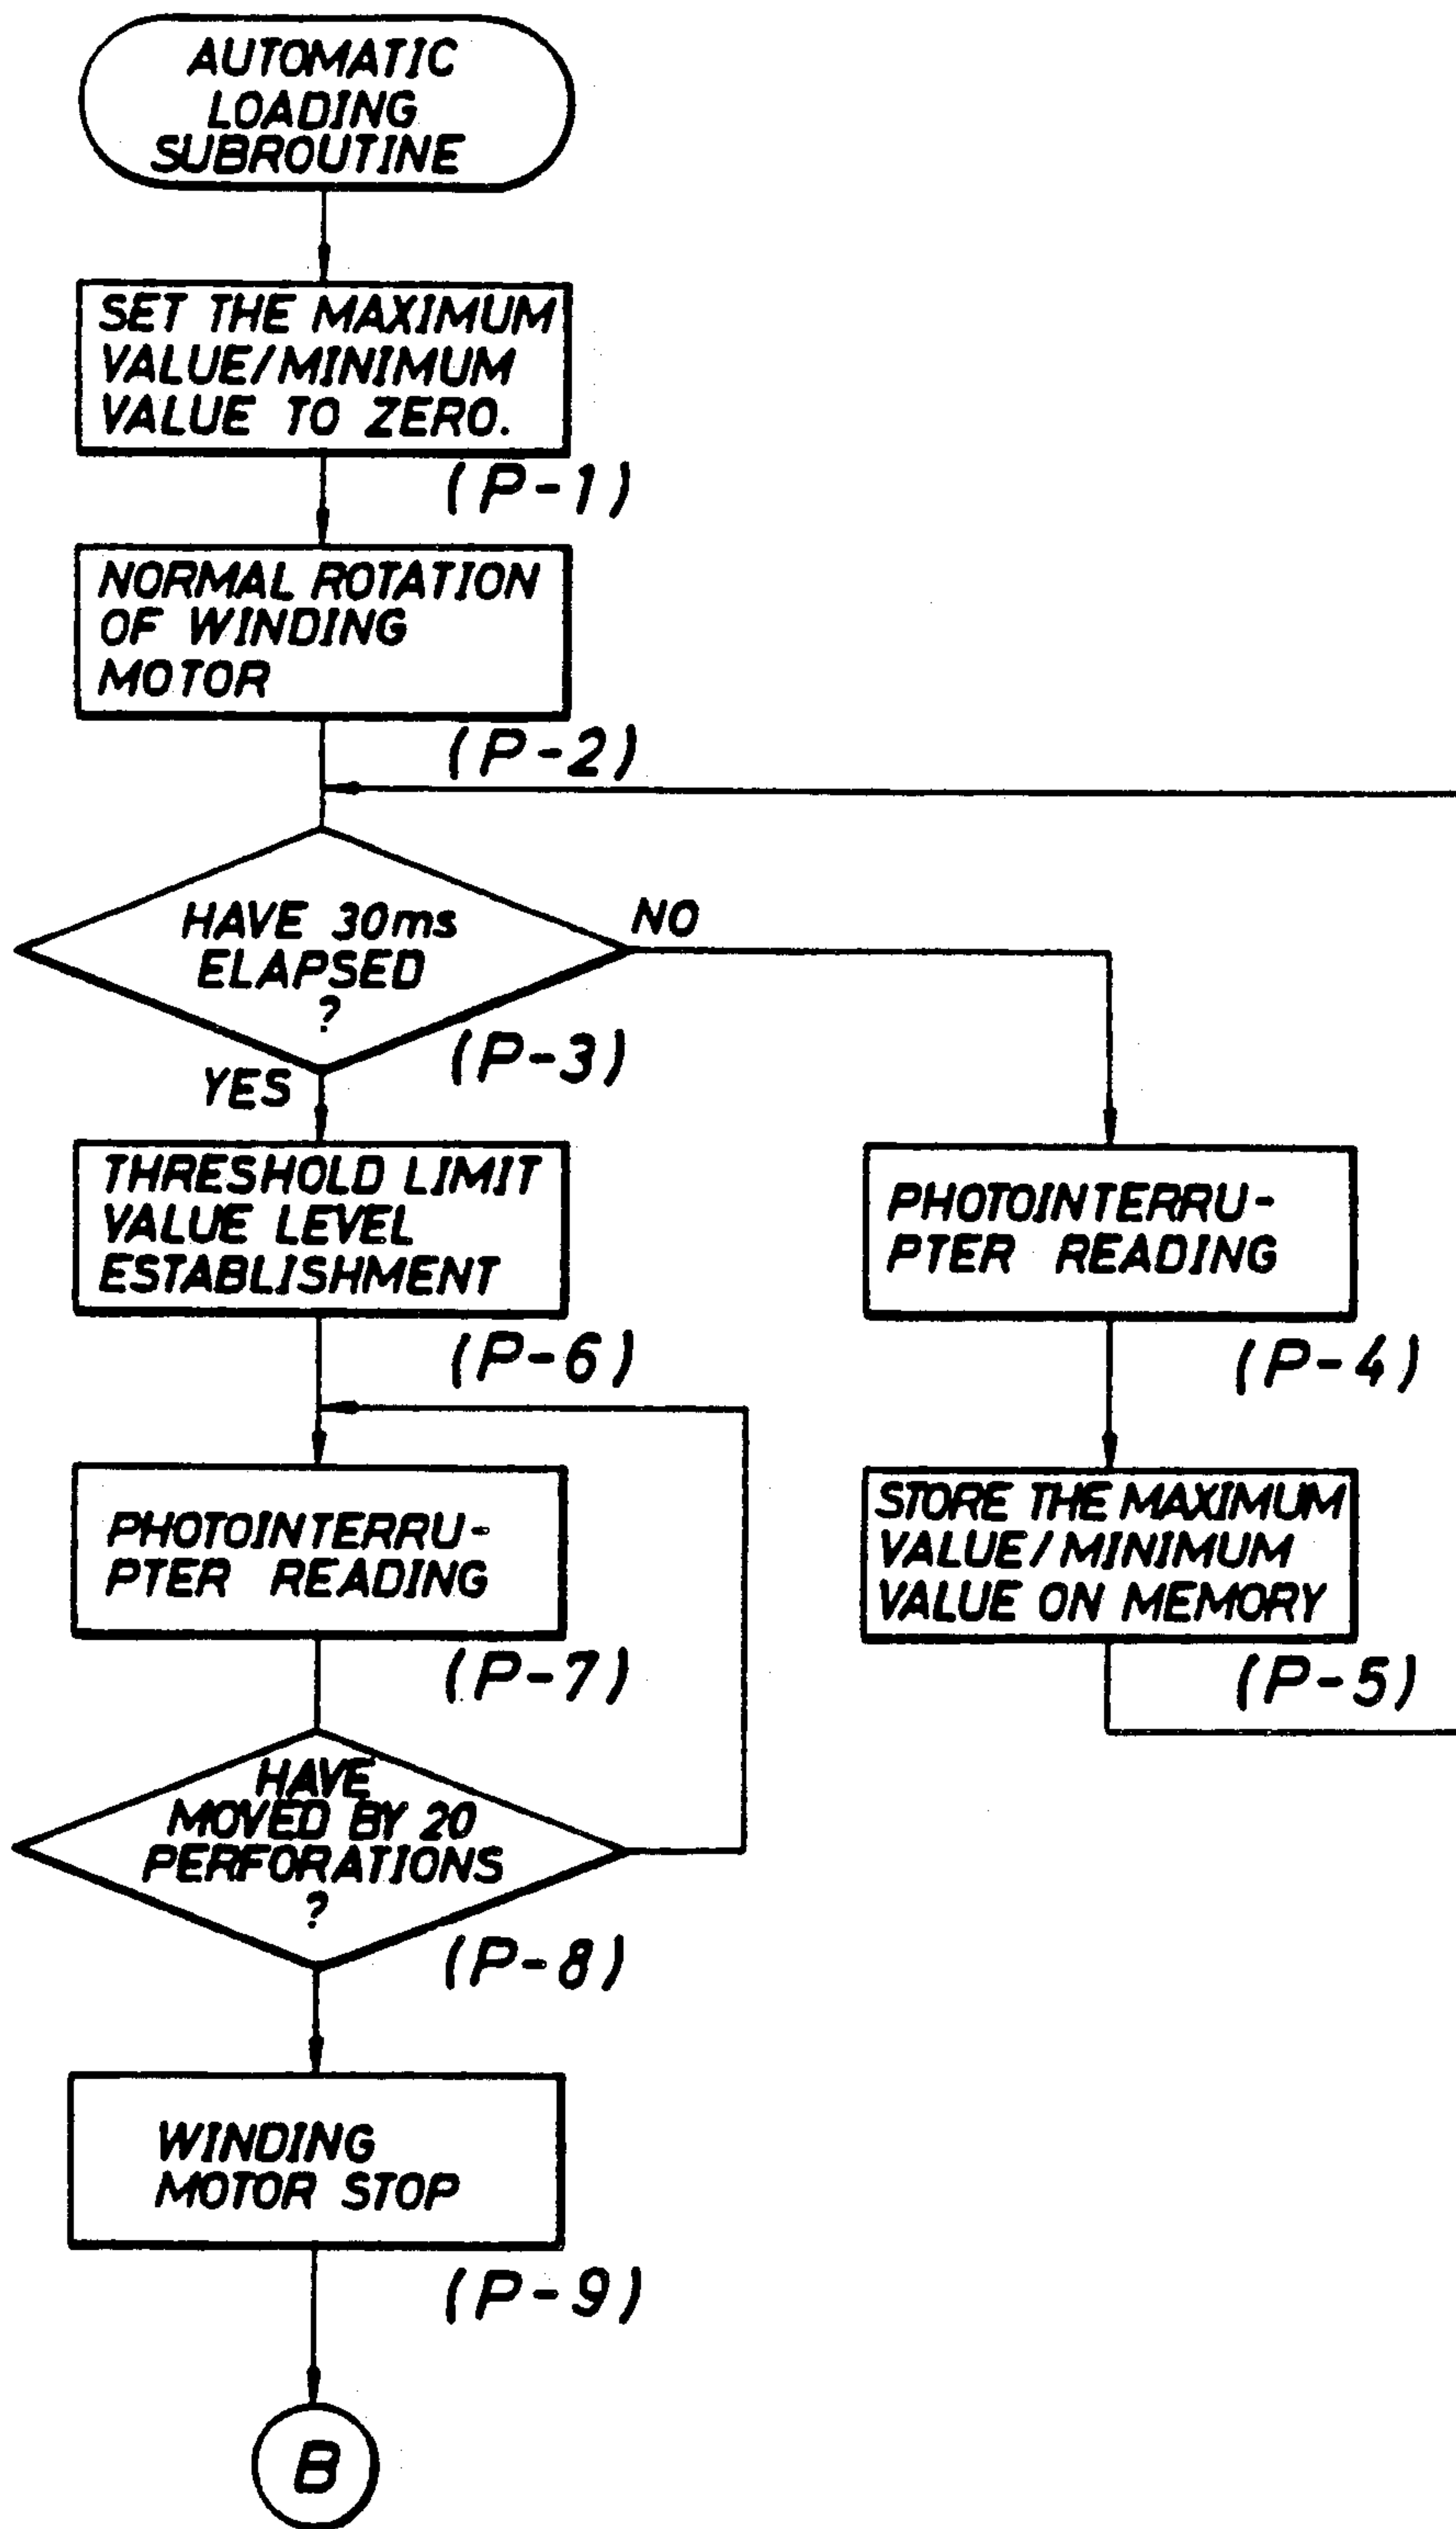 AUTOMATIC
LOADING
SUBROUTINE
SET THE MAXIMUM
VALUE/MINIMUM
VALUE TO ZERO.
(P-1)
NORMAL ROTATION
OF WINDING
MOTOR
(P-2)
HAVE 30ms
ELAPSED
?
(P-3)
NO
YES
PHOTOINTERRU-
PTER READING
(P-4)
STORE THE MAXIMUM
VALUE/MINIMUM
VALUE ON MEMORY
(P-5)
THRESHOLD LIMIT
VALUE LEVEL
ESTABLISHMENT
(P-6)
PHOTOINTERRU-
PTER READING
(P-7)
HAVE
MOVED BY 20
PERFORATIONS
?
(P-8)
WINDING
MOTOR STOP
(P-9)
B